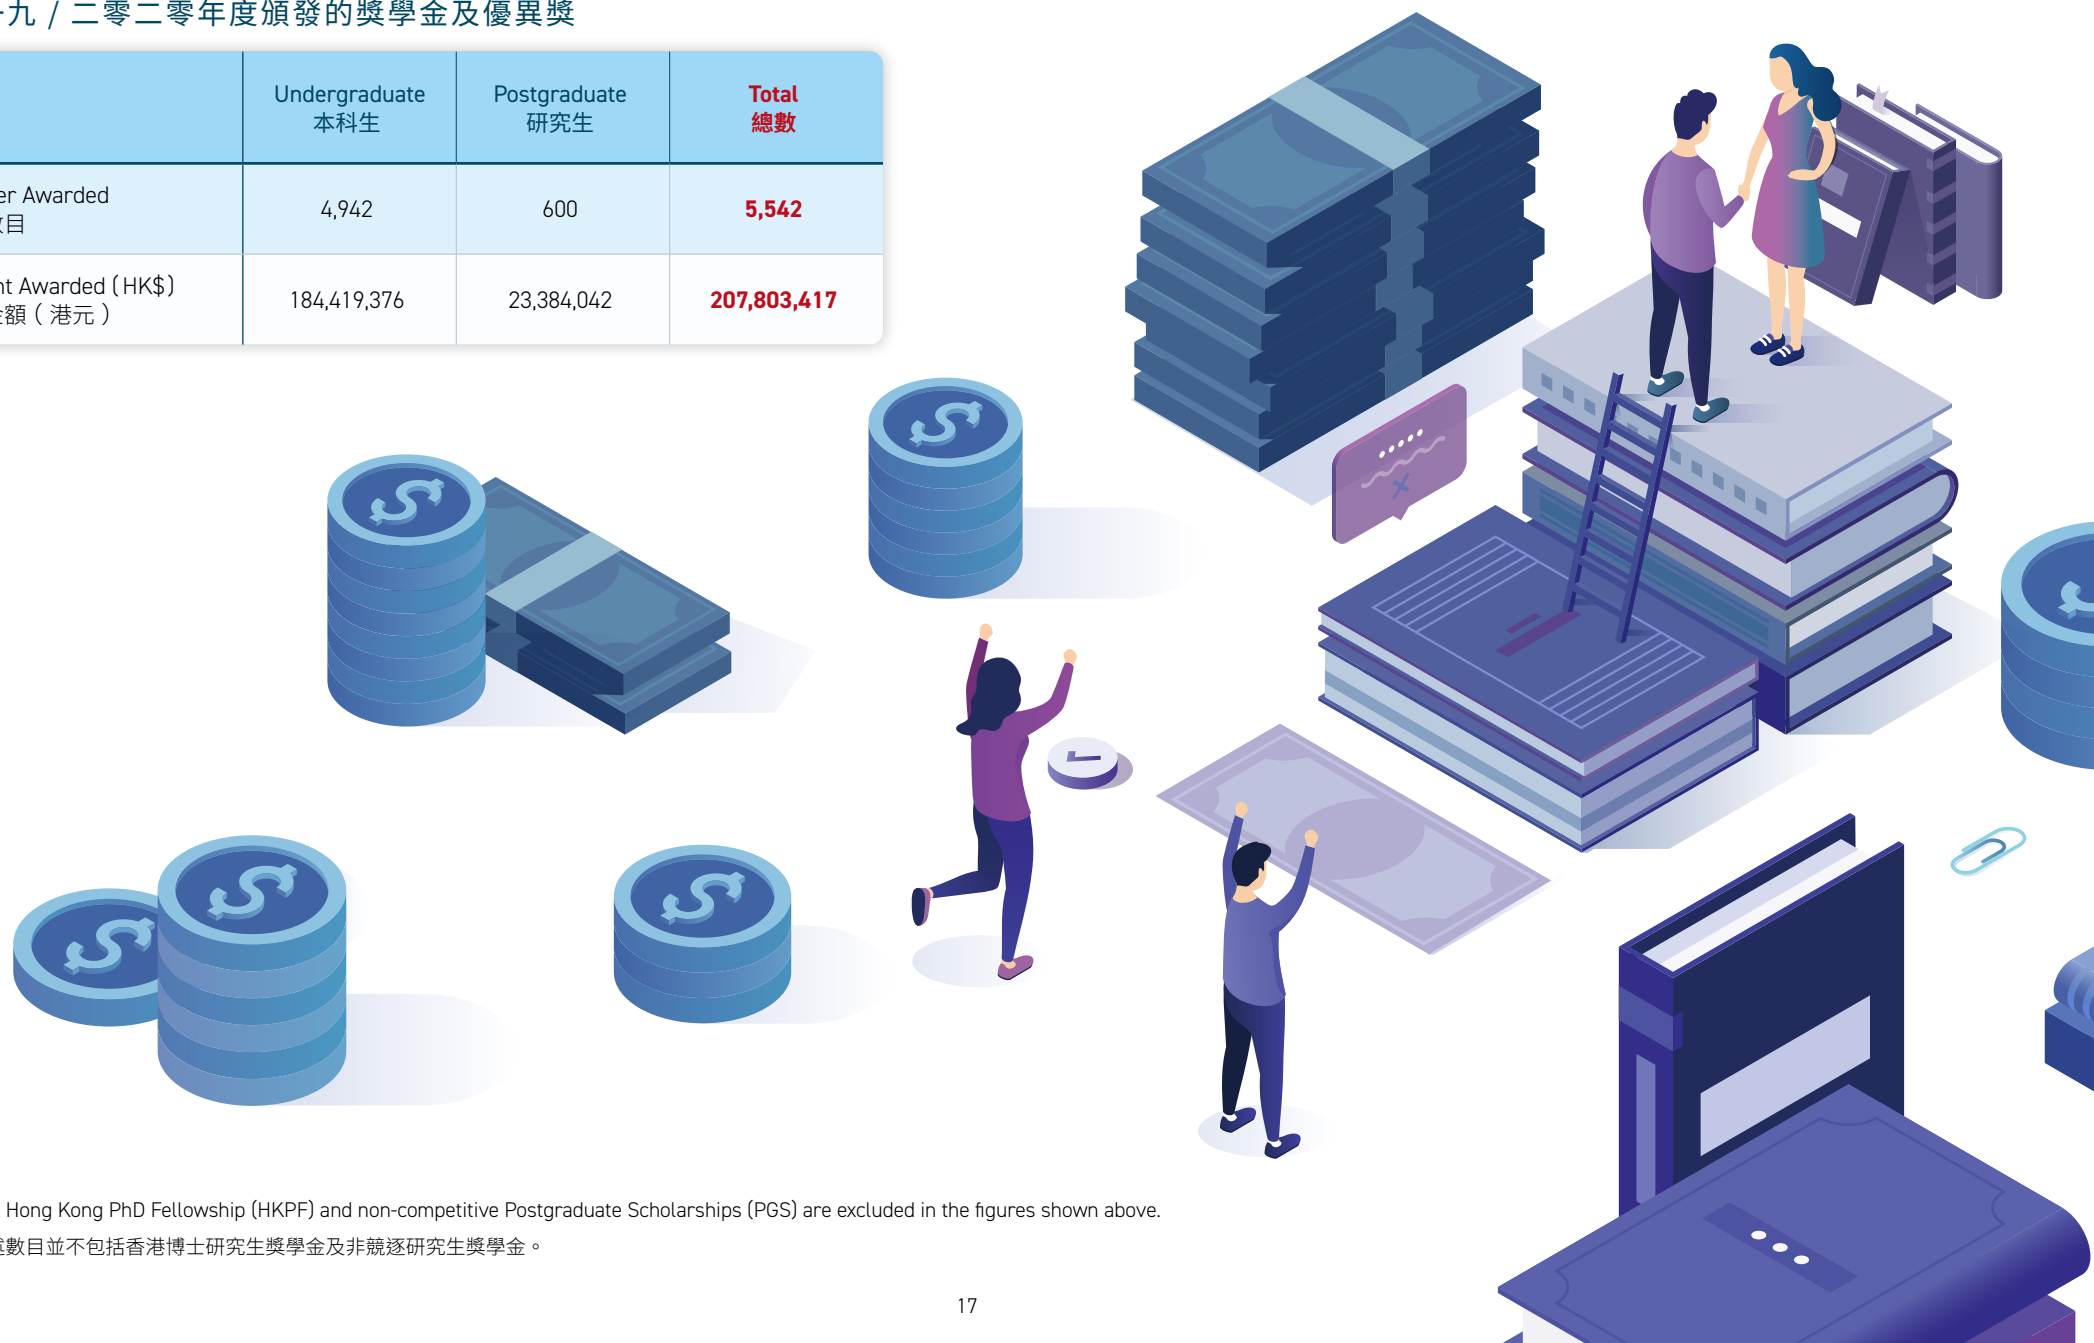 九 / 二零二零年度頒發的獎學金及優異獎
Undergraduate
本科生
Postgraduate
研究生
Total
總數
Awarded
目
4,942
600
5,542
Awarded (HK$)
額 ( 港元 )
184,419,376
23,384,042
207,803,417
Hong Kong PhD Fellowship (HKPF) and non-competitive Postgraduate Scholarships (PGS) are excluded in the figures shown above.
數目並不包括香港博士研究生獎學金及非競逐研究生獎學金。
17